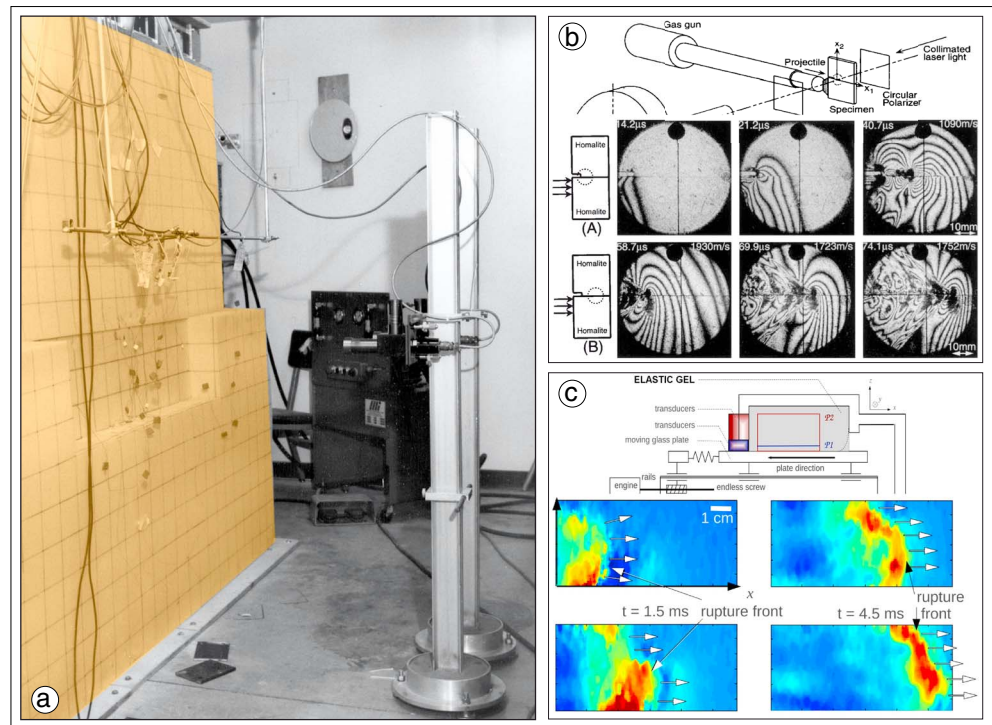 a
b
Gas gun
Projectile
x2
x1
Specimen
Circular
Polarizer
Collimated
laser light
Homalite
Homalite
(A)
14.2µs
21.2µs
40.7µs
1090m/s
10mm
Homalite
Homalite
(B)
58.7µs
1930m/s
69.9µs
1723m/s
74.1µs
1752m/s
10mm
c
ELASTIC GEL
transducers
transducers
moving glass plate
P2
P1
z
y
x
plate direction
rails
engine
endless screw
1 cm
x
t = 1.5 ms
rupture front
t = 4.5 ms
rupture
front